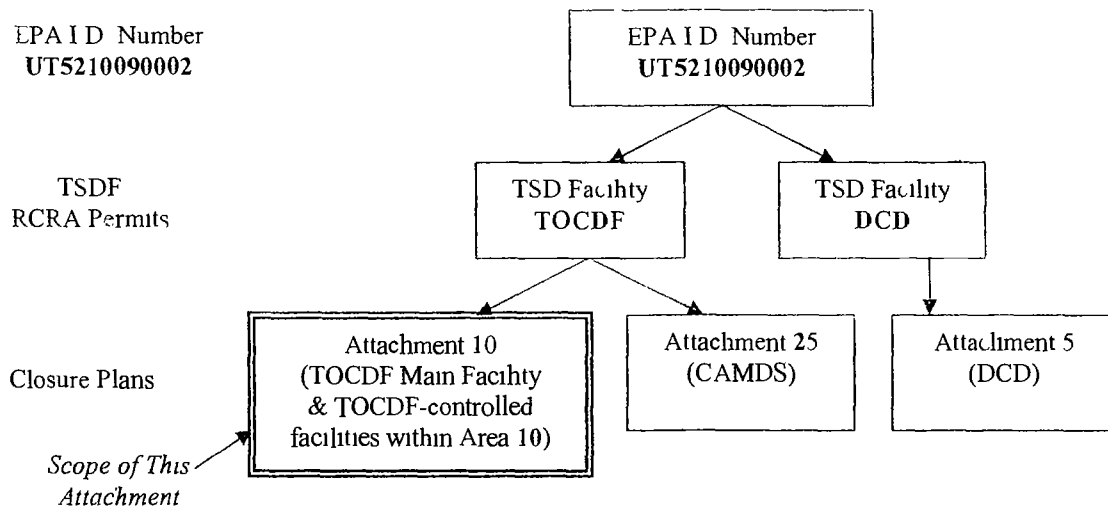 EPA I D Number
UT5210090002
EPA I D Number
UT5210090002
TSDF
RCRA Permits
TSD Facility
TOCDF
TSD Facility
DCD
Closure Plans
Attachment 10
(TOCDF Main Facility
& TOCDF-controlled
facilities within Area 10)
Attachment 25
(CAMDS)
Attachment 5
(DCD)
Scope of This
Attachment